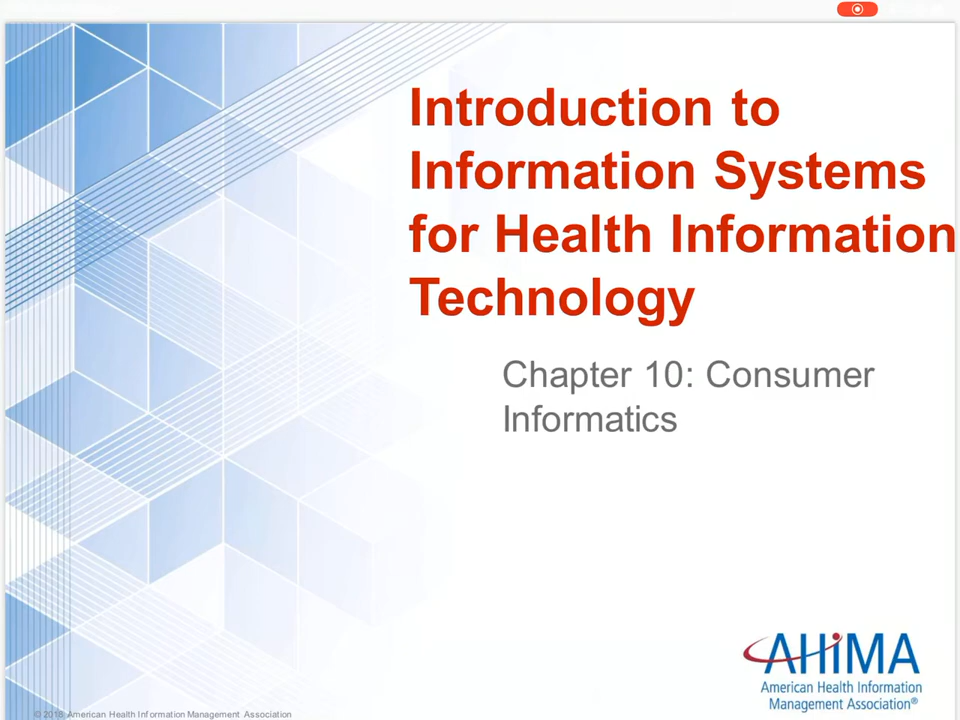 Introduction to
Information Systems
for Health Information
Technology
Chapter 10: Consumer
Informatics
AHiMA
American Health Information
Management Association®
© 2018 American Health Information Management Association